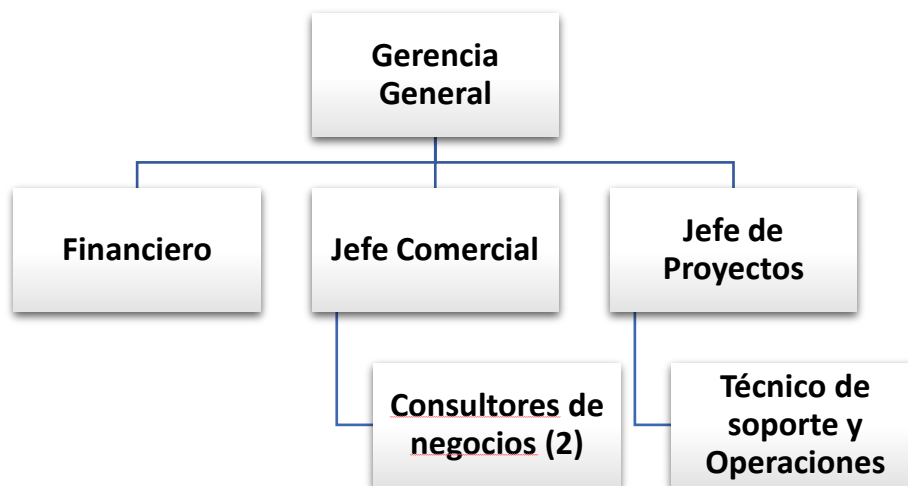 Gerencia
General
Financiero
Jefe Comercial
Jefe de
Proyectos
Consultores de
negocios (2)
Técnico de
soporte y
Operaciones